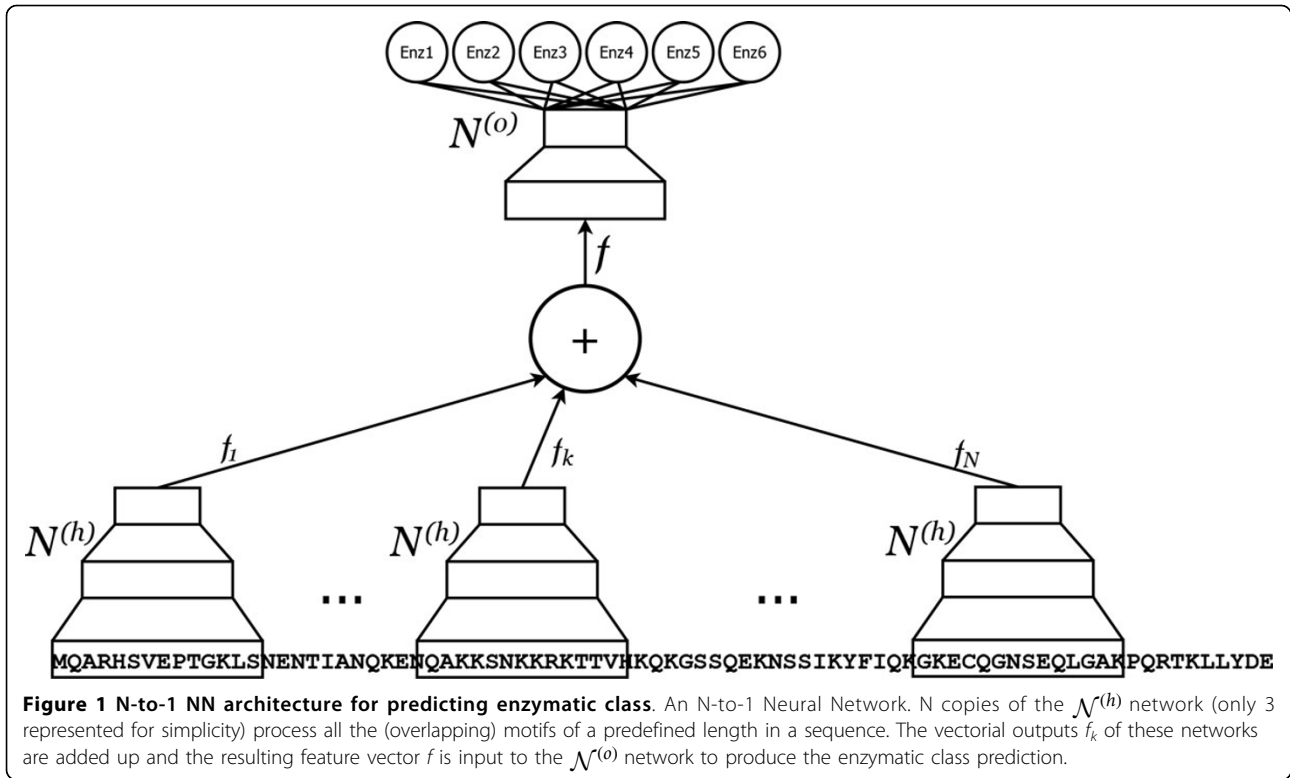 Enz1 Enz2 Enz3 Enz4 Enz5 Enz6
N(o)
f
+
f1 fk fN
N(h) N(h) N(h)
... ...
MQARHSVEPTGKLSNENTIANQKENQAKKSNKKRKTTVHKQKGSSQEKNSSIKYFIQKGKECQGNSEQLGAKPQRTKLLYDE
Figure 1 N-to-1 NN architecture for predicting enzymatic class. An N-to-1 Neural Network. N copies of the N(h) network (only 3
represented for simplicity) process all the (overlapping) motifs of a predefined length in a sequence. The vectorial outputs fk of these networks
are added up and the resulting feature vector f is input to the N(o) network to produce the enzymatic class prediction.